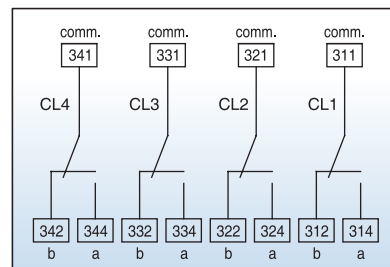 comm. comm. comm. comm.
341 331 321 311
CL4 CL3 CL2 CL1
342 344 332 334 322 324 312 314
b a b a b a b a